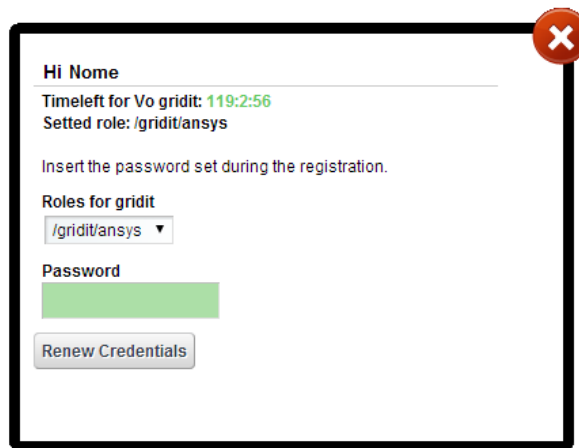 Hi Nome
Timeleft for Vo gridit: 119:2:56
Setted role: /gridit/ansys
Insert the password set during the registration.
Roles for gridit
/gridit/ansys
Password
Renew Credentials